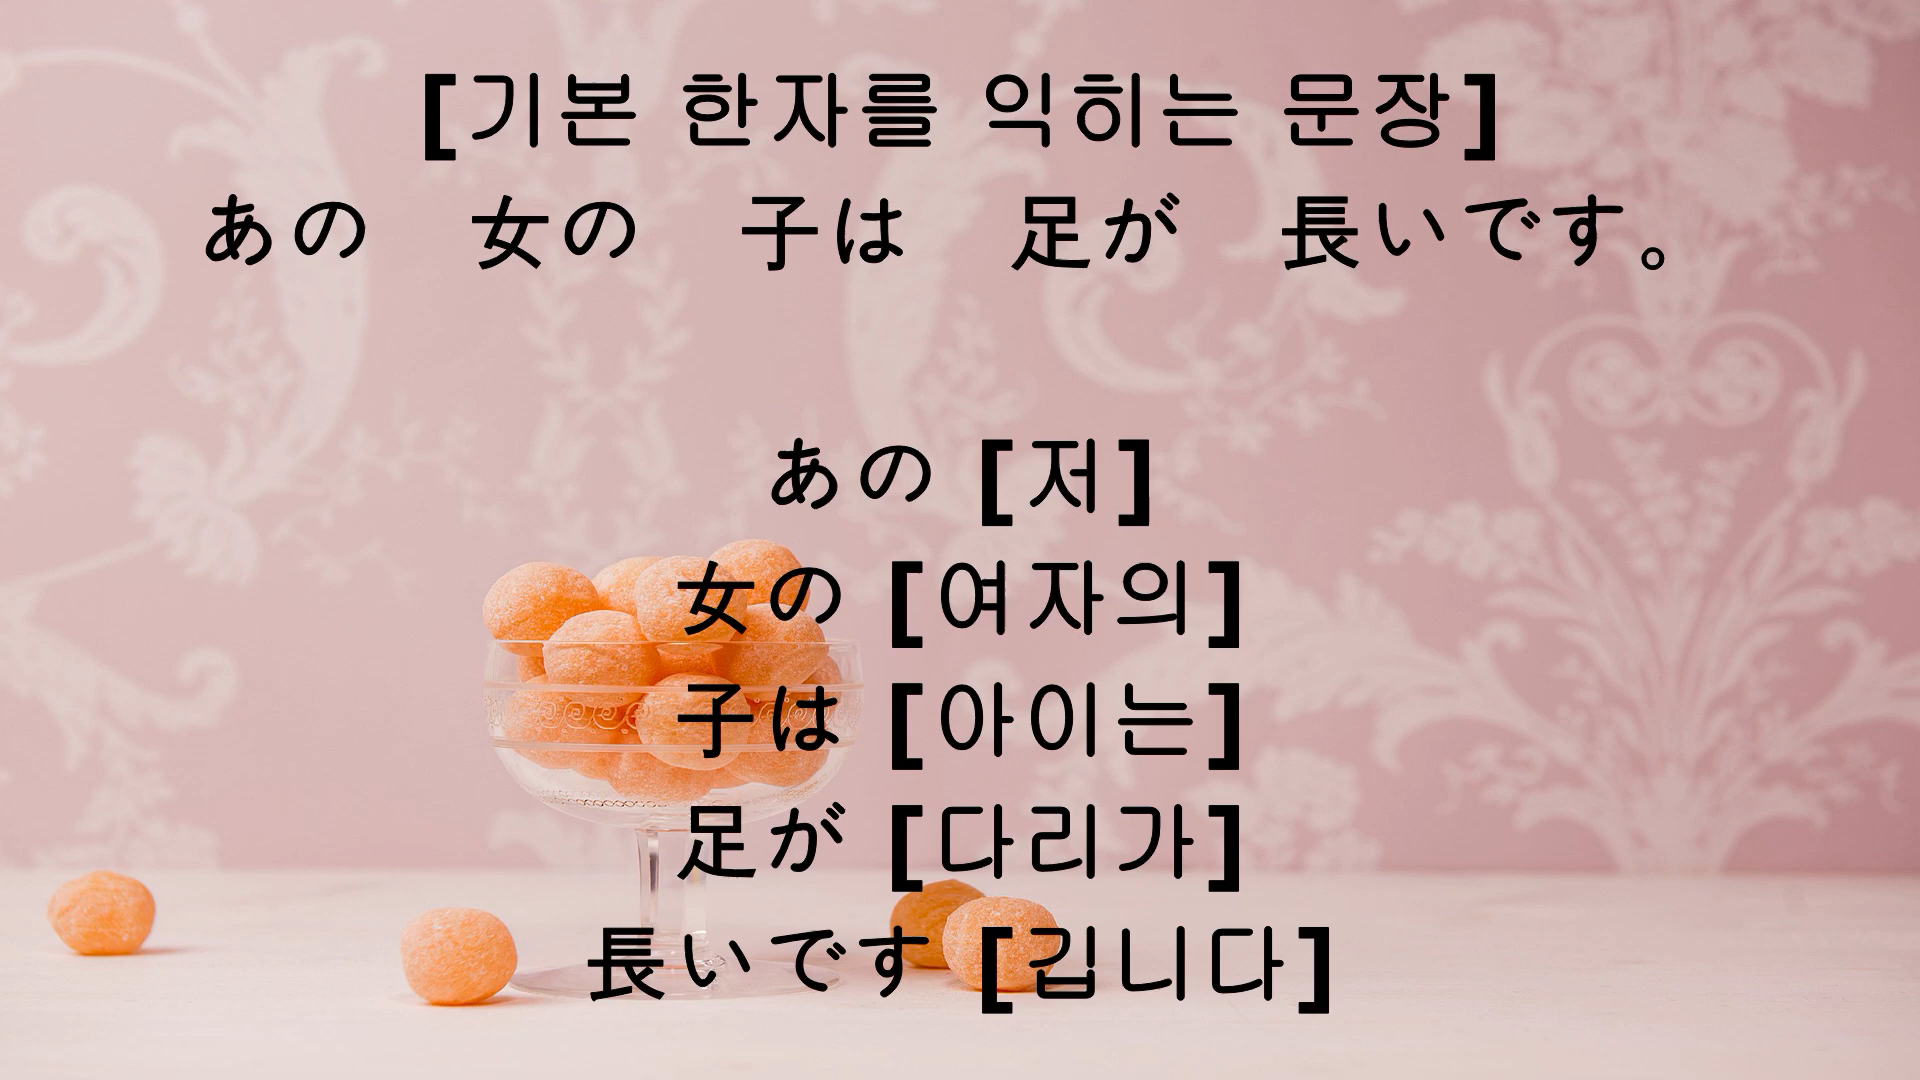 [기본 한자를 익히는 문장]
あの　女の　子は　足が　長いです。
あの [저]
女の [여자의]
子は [아이는]
足が [다리가]
長いです [깁니다]